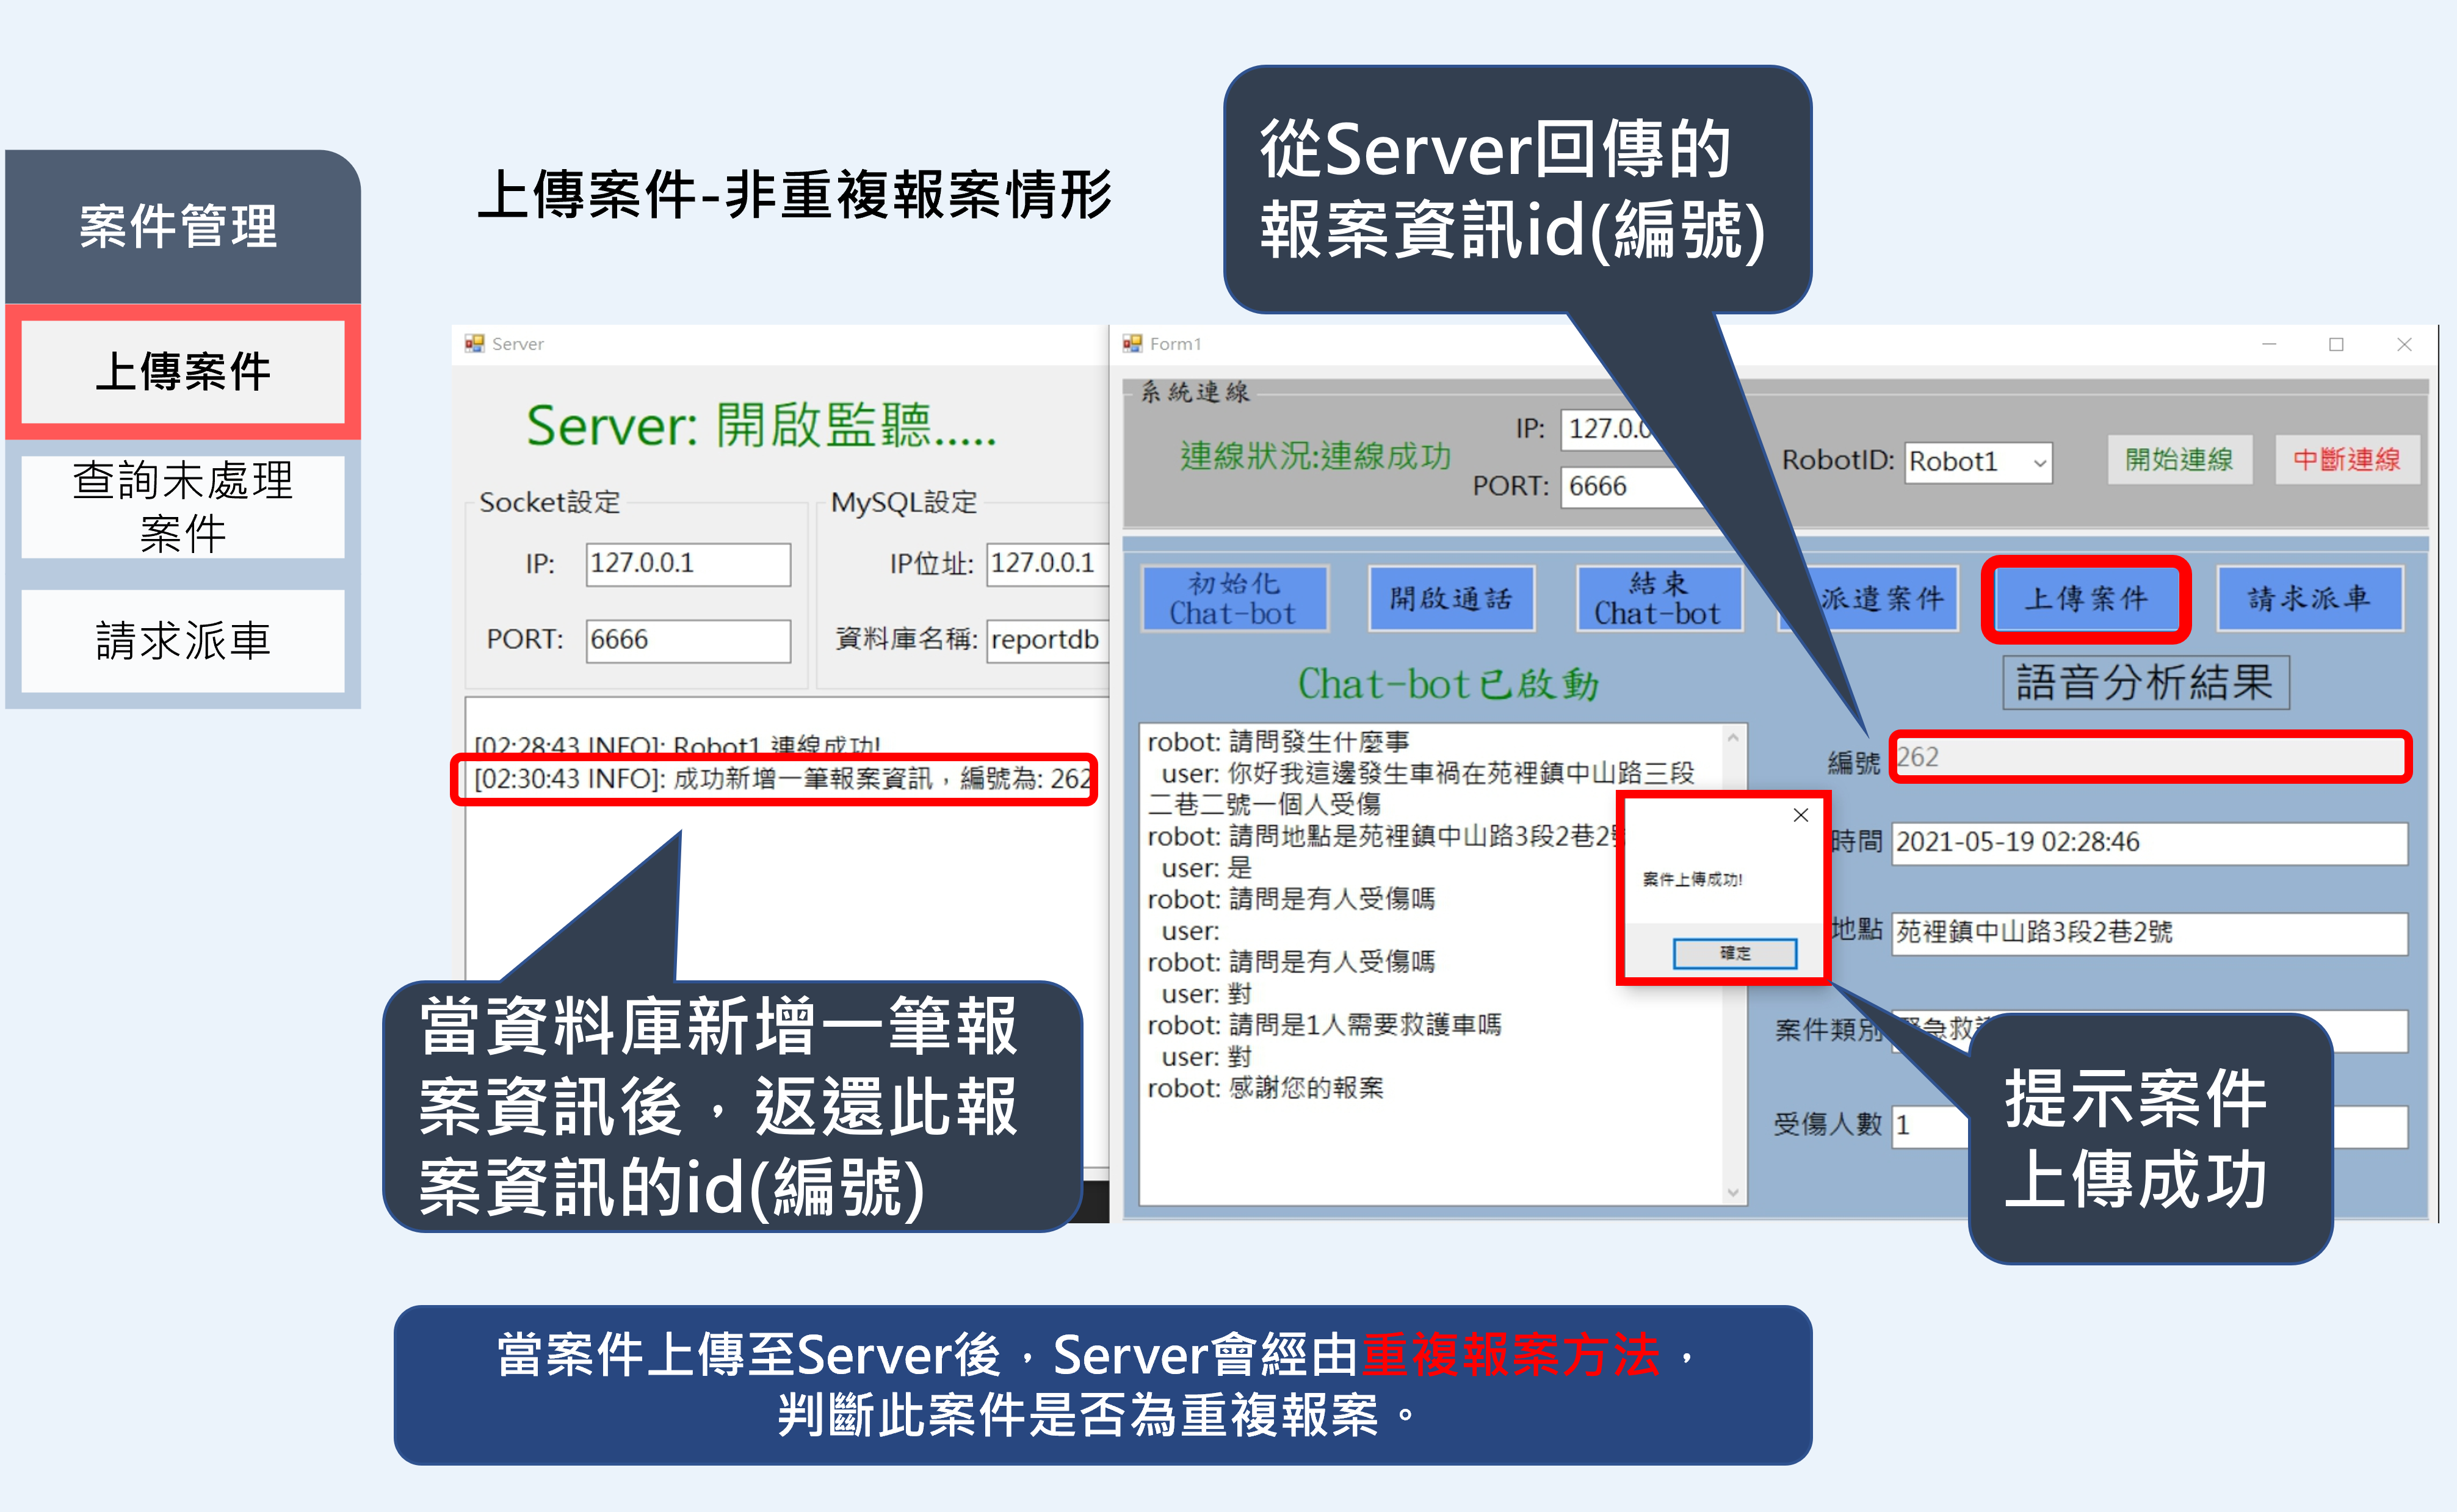 案件管理
上傳案件
查詢未處理
案件
請求派車
上傳案件-非重複報案情形
從Server回傳的
報案資訊id(編號)
Server
Server: 開啟監聽.....
Socket設定
IP: 127.0.0.1
PORT: 6666
MySQL設定
IP位址: 127.0.0.1
資料庫名稱: reportdb
[02:28:43 INFO]: Robot1 連線成功!
[02:30:43 INFO]: 成功新增一筆報案資訊，編號為: 262
當資料庫新增一筆報
案資訊後，返還此報
案資訊的id(編號)
Form1
系統連線
連線狀況:連線成功
IP: 127.0.0
PORT: 6666
RobotID: Robot1
開始連線
中斷連線
初始化
Chat-bot
開啟通話
結束
Chat-bot
派遣案件
上傳案件
請求派車
Chat-bot已啟動
robot: 請問發生什麼事
user: 你好我這邊發生車禍在苑裡鎮中山路三段
二巷二號一個人受傷
robot: 請問地點是苑裡鎮中山路3段2巷2
user: 是
robot: 請問是有人受傷嗎
user:
robot: 請問是有人受傷嗎
user: 對
robot: 請問是1人需要救護車嗎
user: 對
robot: 感謝您的報案
語音分析結果
編號 262
時間 2021-05-19 02:28:46
地點 苑裡鎮中山路3段2巷2號
案件類別 急救
受傷人數 1
案件上傳成功!
確定
提示案件
上傳成功
當案件上傳至Server後，Server會經由重複報案方法，
判斷此案件是否為重複報案。